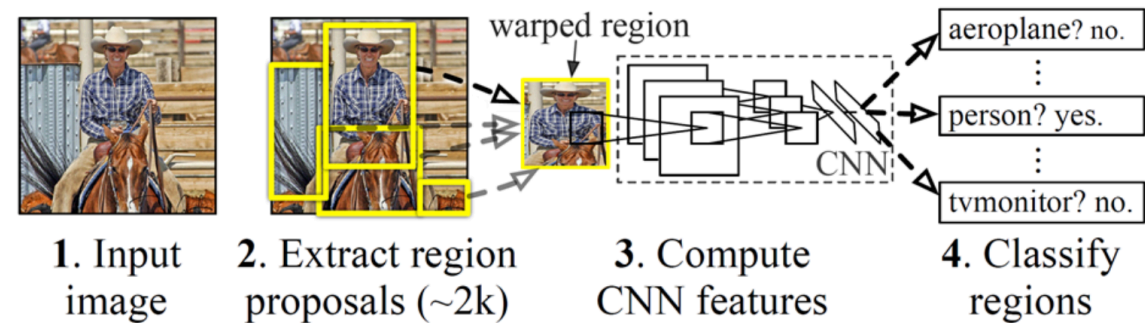 warped region
aeroplane? no.
⋮
person? yes.
CNN
⋮
tvmonitor? no.
1. Input
image
2. Extract region
proposals (~2k)
3. Compute
CNN features
4. Classify
regions